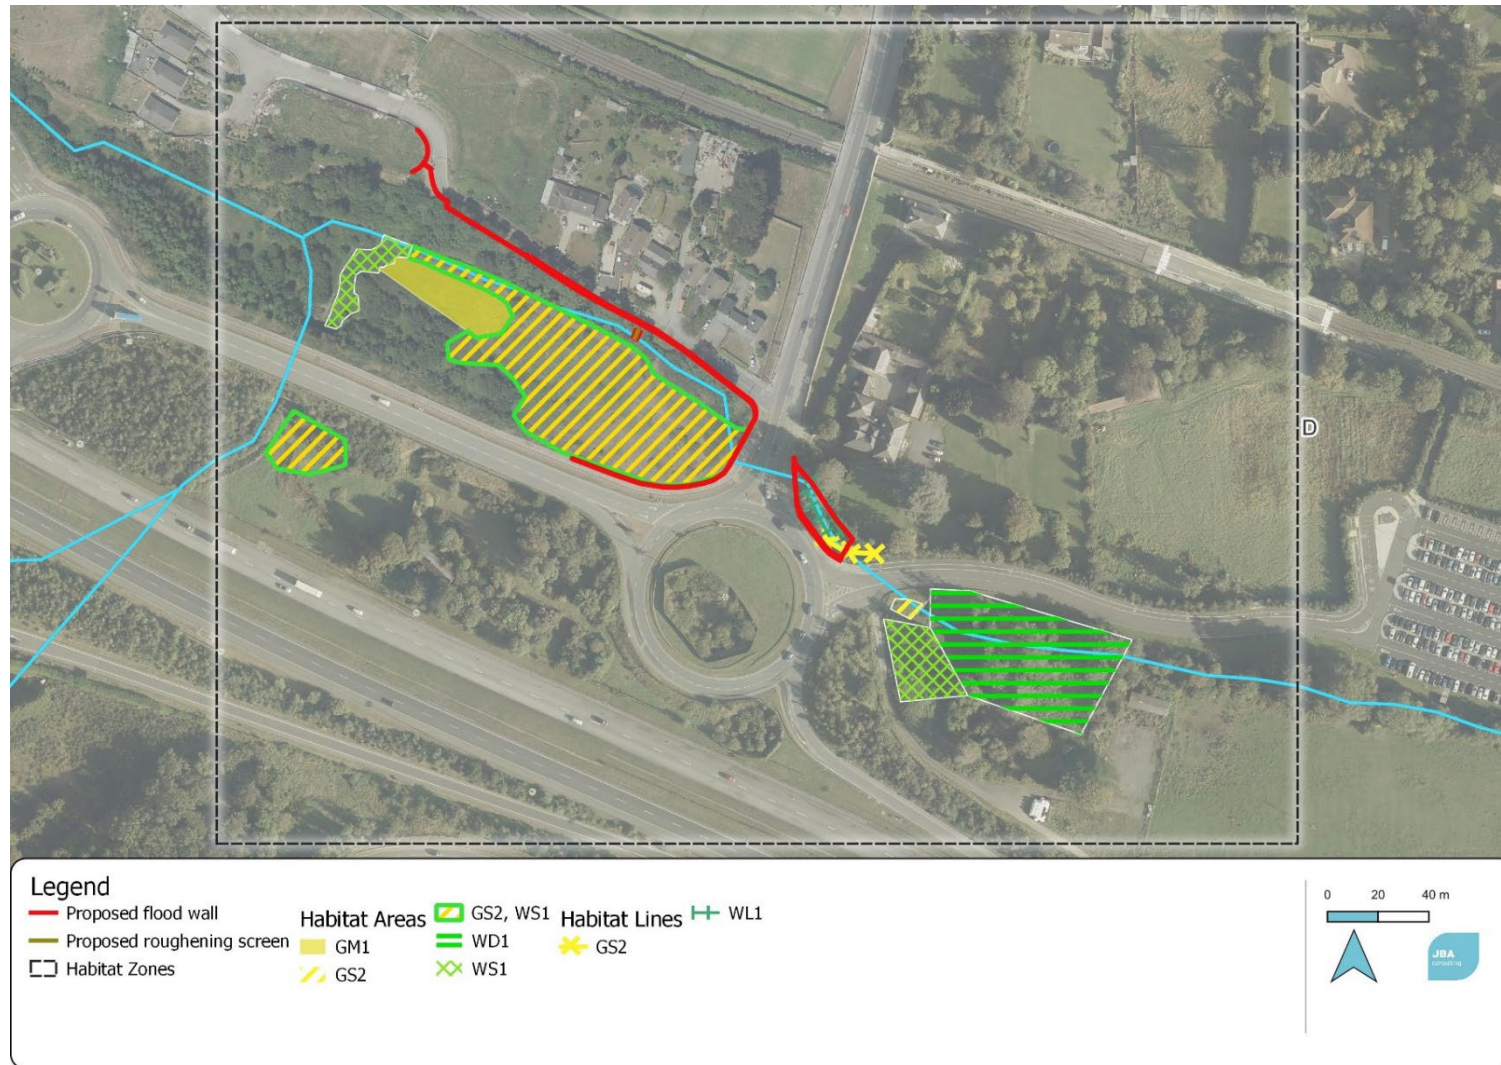 D
Legend
Proposed flood wall
Proposed roughening screen
Habitat Zones
Habitat Areas
GM1
GS2
GS2, WS1
WD1
WS1
Habitat Lines
GS2
WL1
0 20 40 m
JBA
consulting